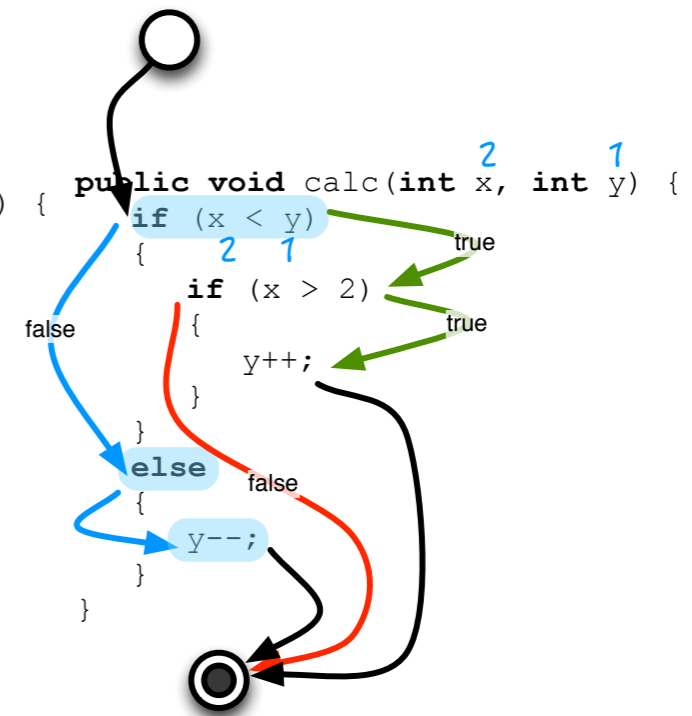 2 1
) { public void calc(int x, int y) {
if (x < y)
true
{ 2 1
if (x > 2)
false { true
y++;
}
}
else
false
{
y--;
}
}